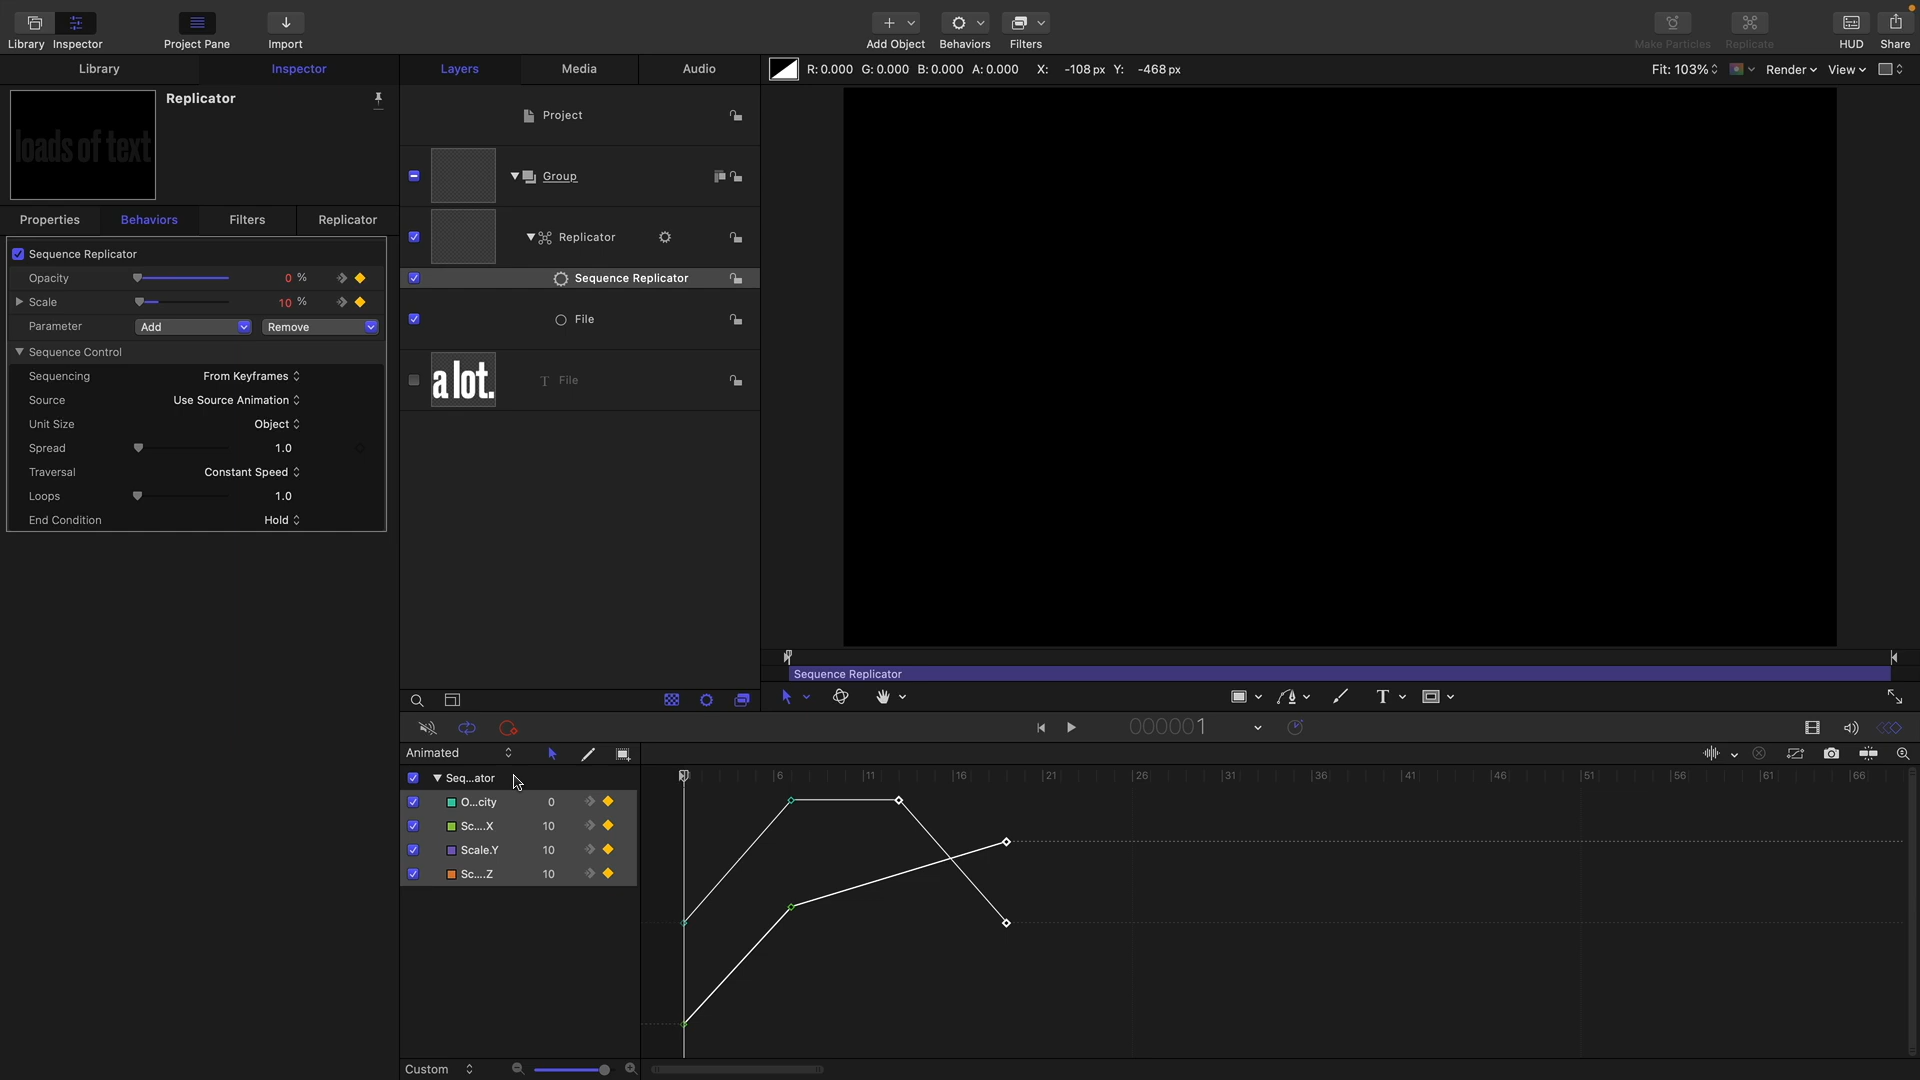 Library
Inspector
Project Pane
Import
Add Object
Behaviors
Filters
Make Particles
Replicate
HUD
Share
Library
Inspector
Layers
Media
Audio
R: 0.000 G: 0.000 B: 0.000 A: 0.000 X: -108 px Y: -468 px
Fit: 103%
Render
View
Replicator
loads of text
Properties
Behaviors
Filters
Replicator
Sequence Replicator
Opacity 0 %
Scale 10 %
Parameter Add Remove
Sequence Control
Sequencing From Keyframes
Source Use Source Animation
Unit Size Object
Spread 1.0
Traversal Constant Speed
Loops 1.0
End Condition Hold
Project
Group
Replicator
Sequence Replicator
File
a lot.
T File
Sequence Replicator
T
000001
Animated
Seq...ator
O...city 0
Sc....X 10
Scale.Y 10
Sc....Z 10
6 11 16 21 26 31 36 41 46 51 56 61 66
Custom